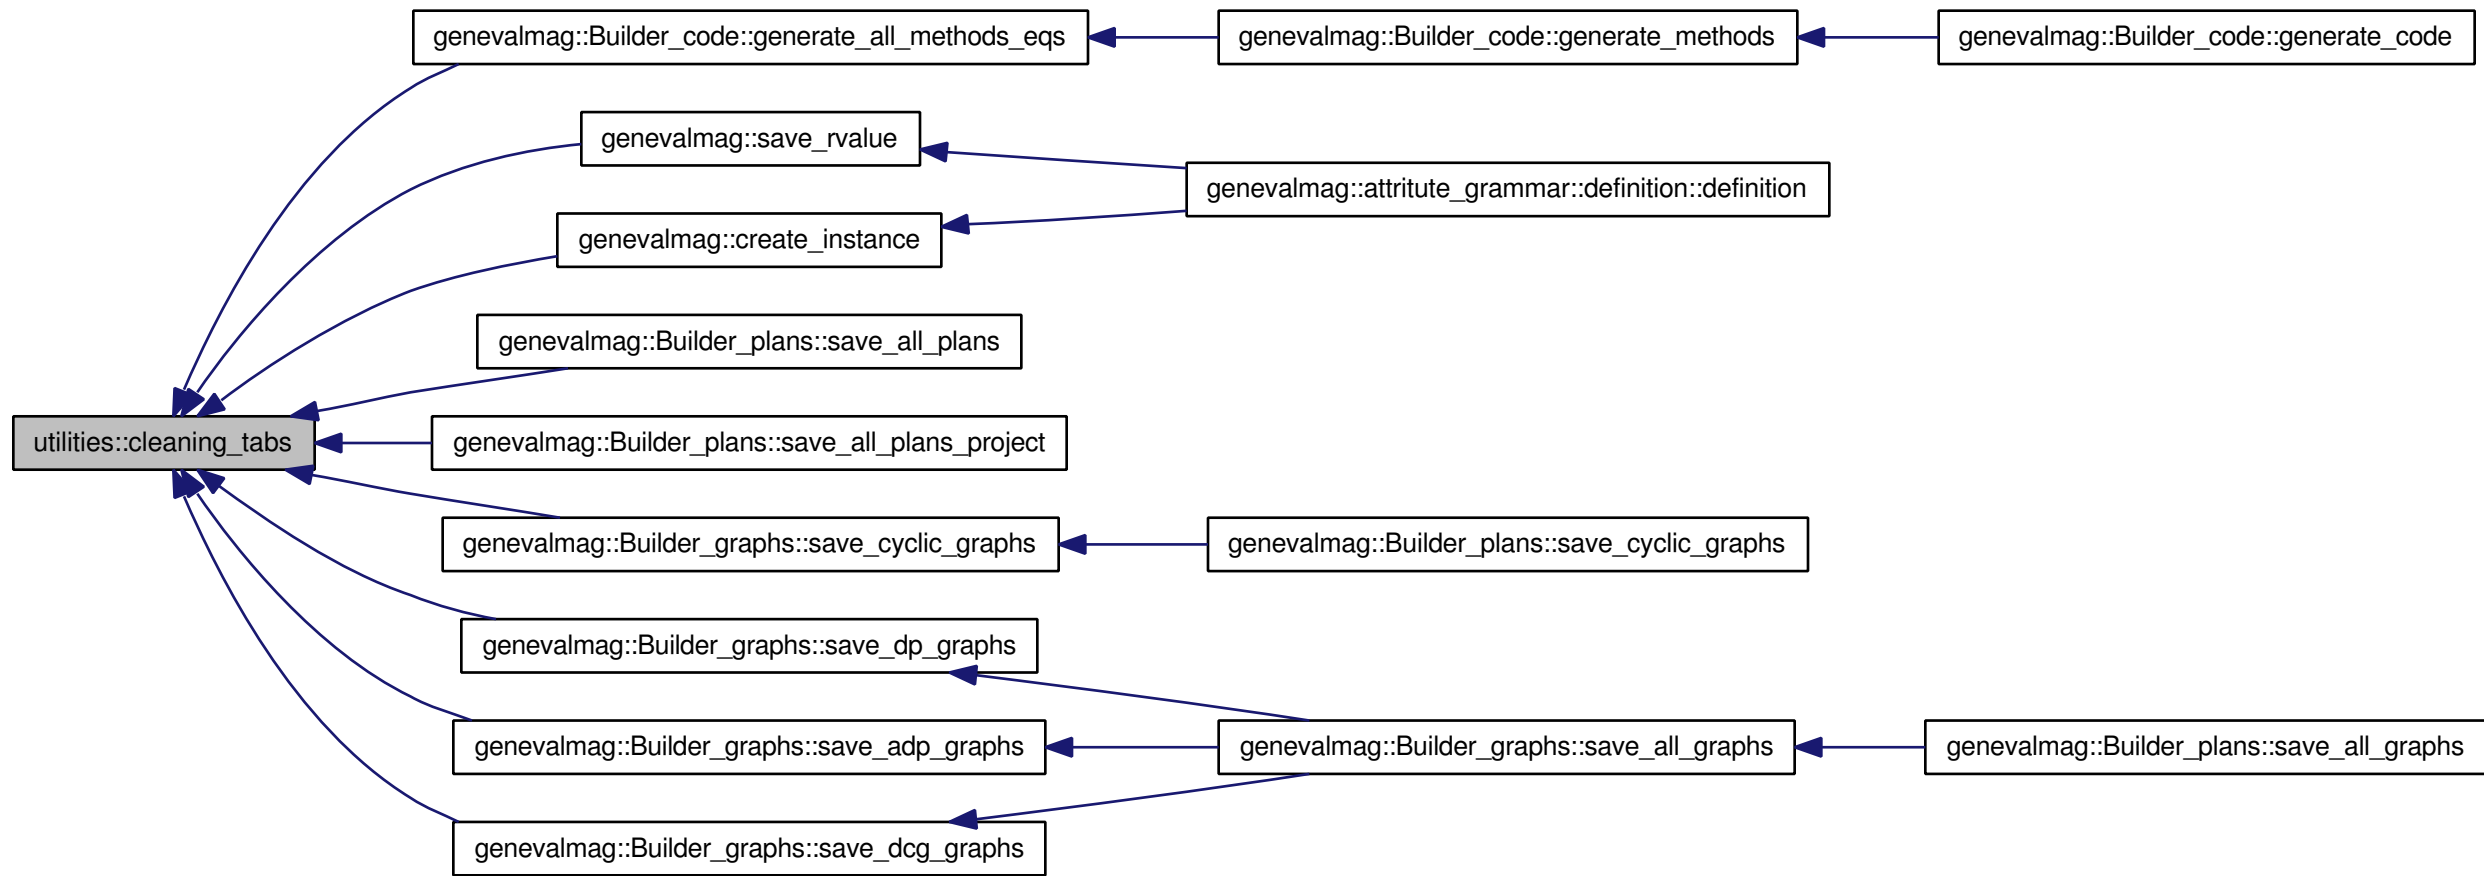 genevalmag::Builder_code::generate_all_methods_eqs
genevalmag::Builder_code::generate_methods
genevalmag::Builder_code::generate_code
genevalmag::save_rvalue
genevalmag::attritute_grammar::definition::definition
genevalmag::create_instance
genevalmag::Builder_plans::save_all_plans
utilities::cleaning_tabs
genevalmag::Builder_plans::save_all_plans_project
genevalmag::Builder_graphs::save_cyclic_graphs
genevalmag::Builder_plans::save_cyclic_graphs
genevalmag::Builder_graphs::save_dp_graphs
genevalmag::Builder_graphs::save_adp_graphs
genevalmag::Builder_graphs::save_all_graphs
genevalmag::Builder_plans::save_all_graphs
genevalmag::Builder_graphs::save_dcg_graphs